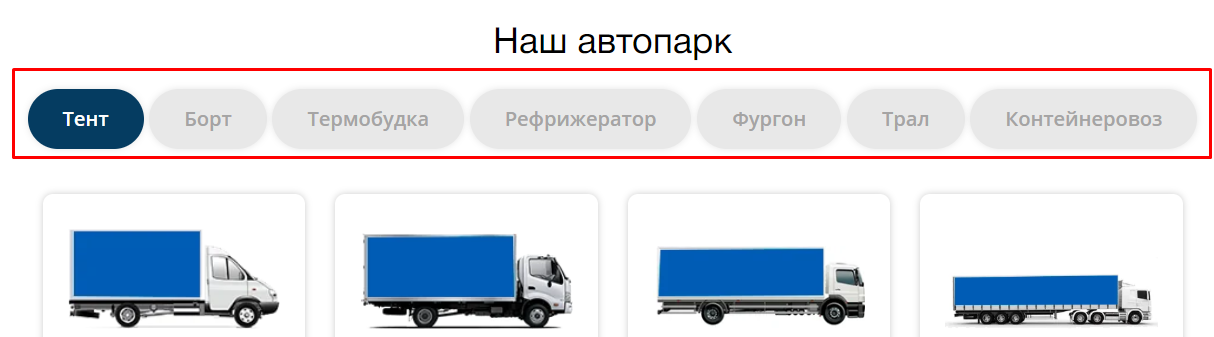 Наш автопарк
Тент Борт Термобудка Рефрижератор Фургон Трал Контейнеровоз